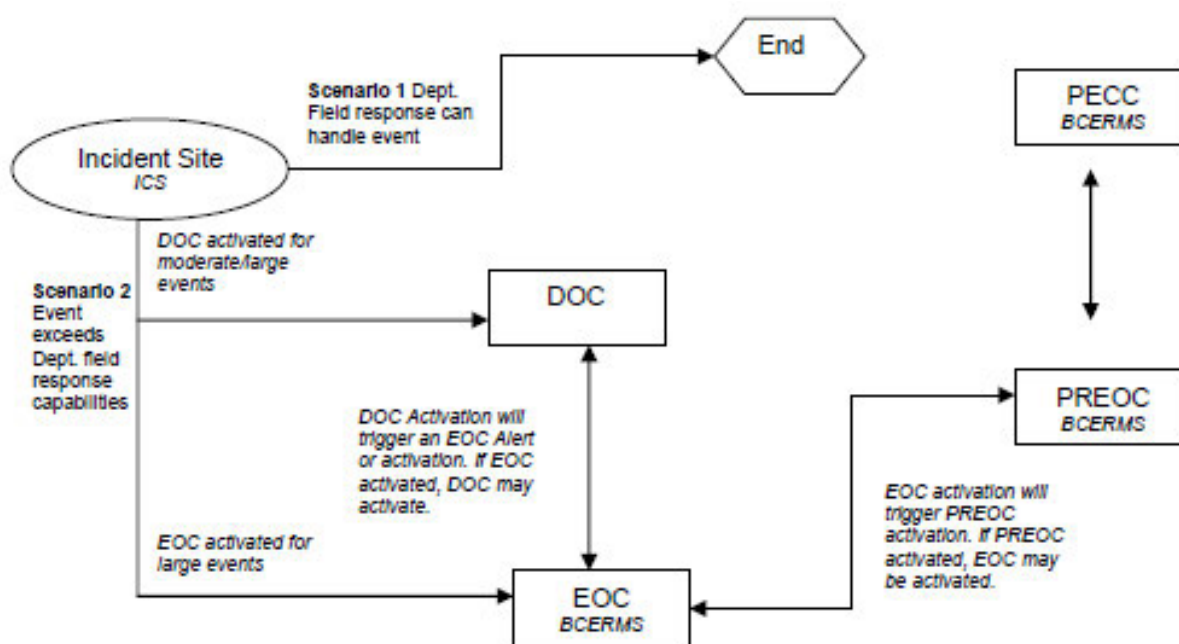 End
Scenario 1 Dept.
Field response can
handle event
PECC
BCERMS
Incident Site
ICS
DOC activated for
moderate/large
events
Scenario 2
Event
exceeds
Dept. field
response
capabilities
DOC
PREOC
BCERMS
DOC Activation will
trigger an EOC Alert
or activation. If EOC
activated, DOC may
activate.
EOC activation will
trigger PREOC
activation. If PREOC
activated, EOC may
be activated.
EOC activated for
large events
EOC
BCERMS